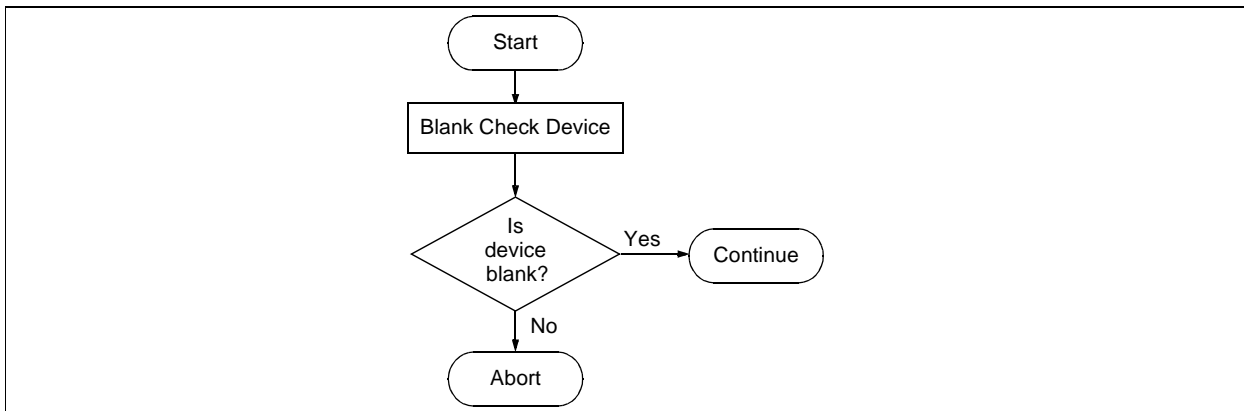 Start
Blank Check Device
Is
device
blank?
Yes
Continue
No
Abort